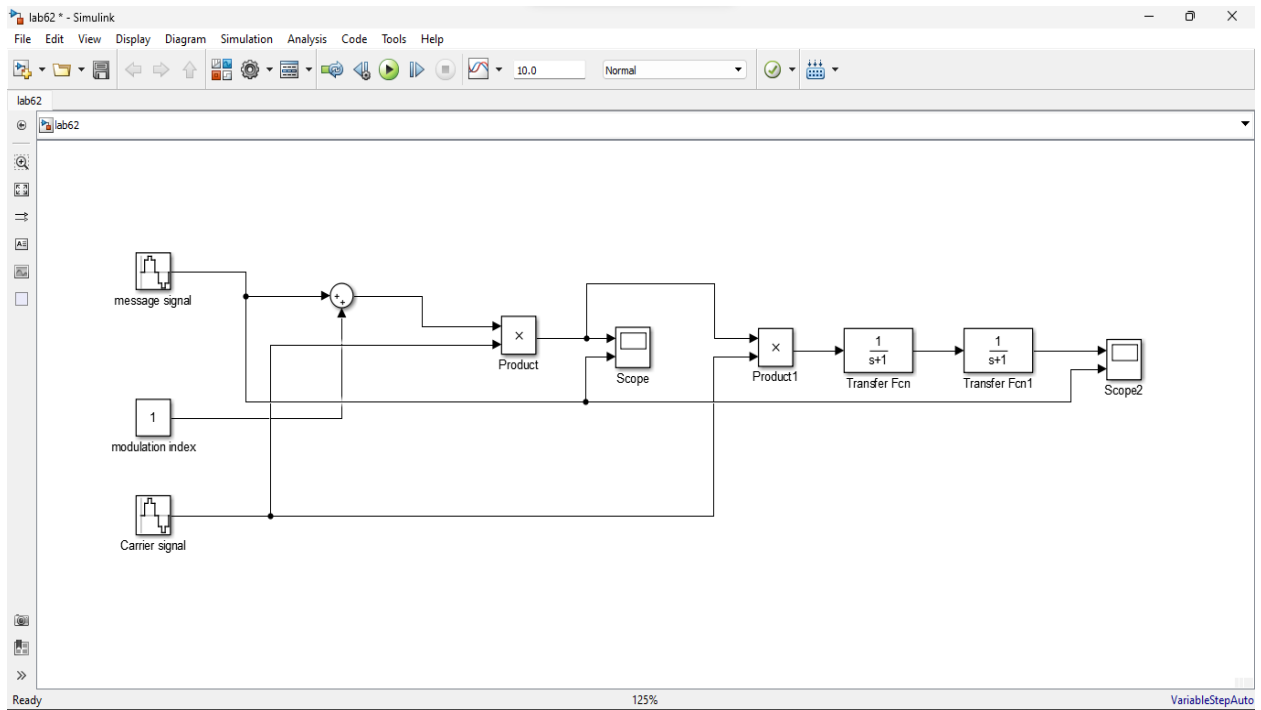 lab62 * - Simulink
File Edit View Display Diagram Simulation Analysis Code Tools Help
10.0 Normal
lab62
lab62
message signal
+
+
×
Product
Scope
×
Product1
1
s+1
Transfer Fcn
1
s+1
Transfer Fcn1
Scope2
1
modulation index
Carrier signal
Ready 125% VariableStepAuto